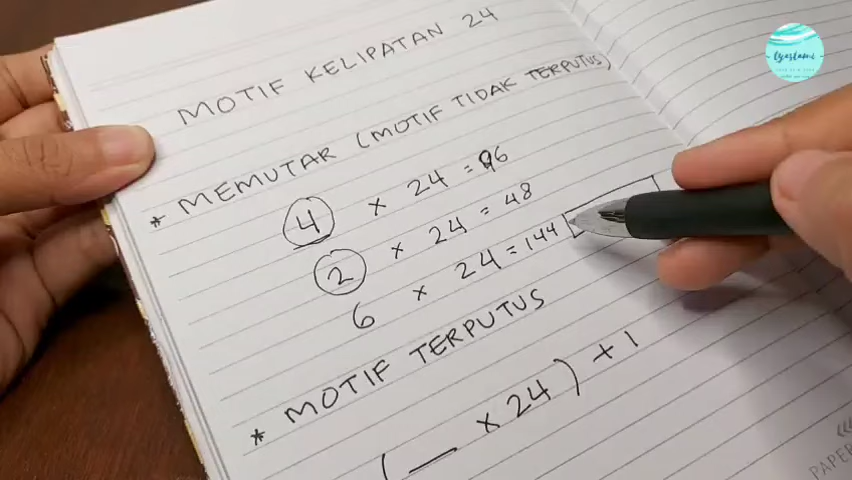 MOTIF KELIPATAN 24
* MEMUTAR (MOTIF TIDAK TERPUTUS)
4 x 24 = 96
2 x 24 = 48
6 x 24 = 144
* MOTIF TERPUTUS
(__ x 24) + 1
PAPER